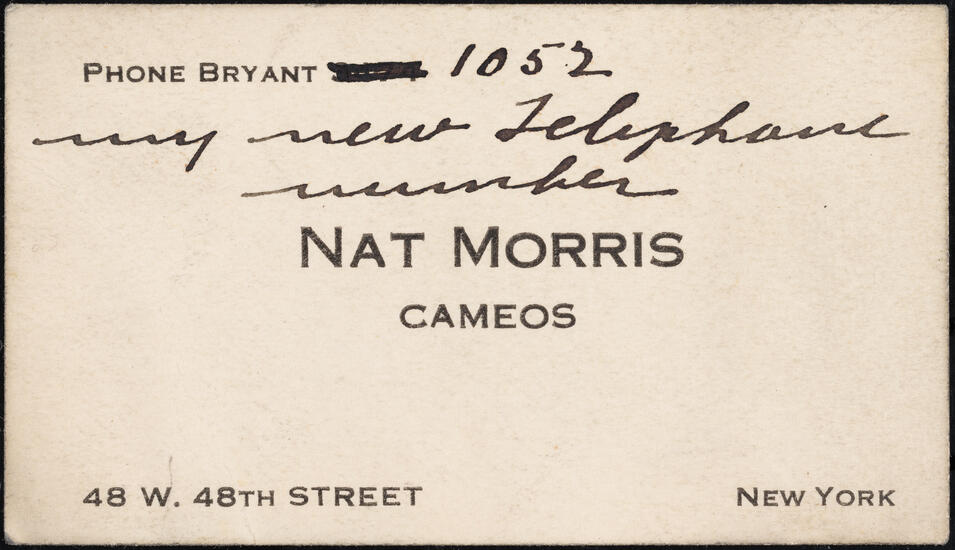 PHONE BRYANT 1052
my new Telephone
number
NAT MORRIS
CAMEOS
48 W. 48TH STREET
NEW YORK